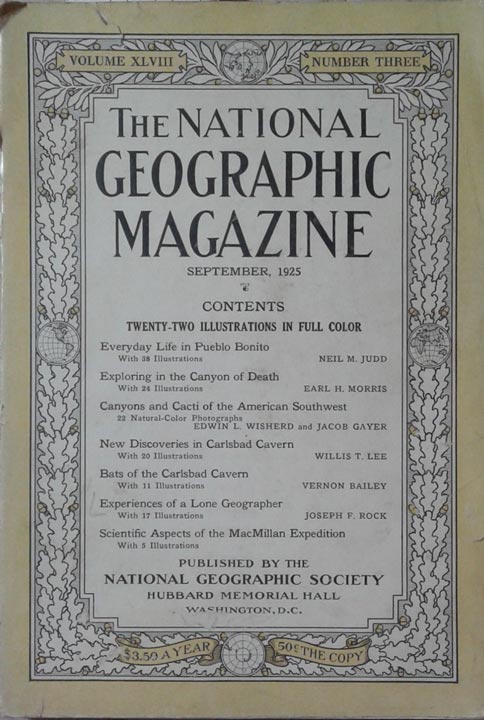 VOLUME XLVIII
NUMBER THREE
THE NATIONAL
GEOGRAPHIC
MAGAZINE
SEPTEMBER, 1925
CONTENTS
TWENTY-TWO ILLUSTRATIONS IN FULL COLOR
Everyday Life in Pueblo Bonito
With 38 Illustrations NEIL M. JUDD
Exploring in the Canyon of Death
With 24 Illustrations EARL H. MORRIS
Canyons and Cacti of the American Southwest
22 Natural-Color Photographs
EDWIN L. WISHERD and JACOB GAYER
New Discoveries in Carlsbad Cavern
With 20 Illustrations WILLIS T. LEE
Bats of the Carlsbad Cavern
With 11 Illustrations VERNON BAILEY
Experiences of a Lone Geographer
With 17 Illustrations JOSEPH F. ROCK
Scientific Aspects of the MacMillan Expedition
With 5 Illustrations
PUBLISHED BY THE
NATIONAL GEOGRAPHIC SOCIETY
HUBBARD MEMORIAL HALL
WASHINGTON, D.C.
$3.50 A YEAR
50¢ THE COPY